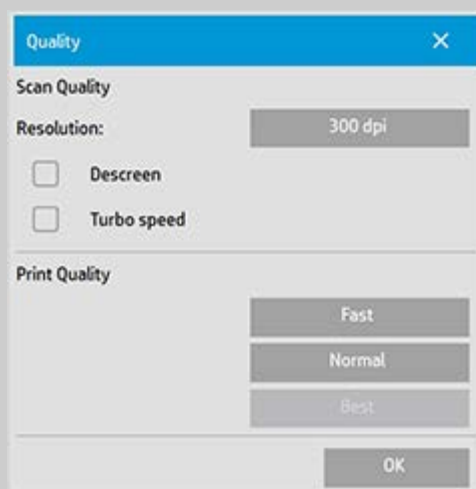 Quality
Scan Quality
Resolution: 300 dpi
Descreen
Turbo speed
Print Quality
Fast
Normal
Best
OK